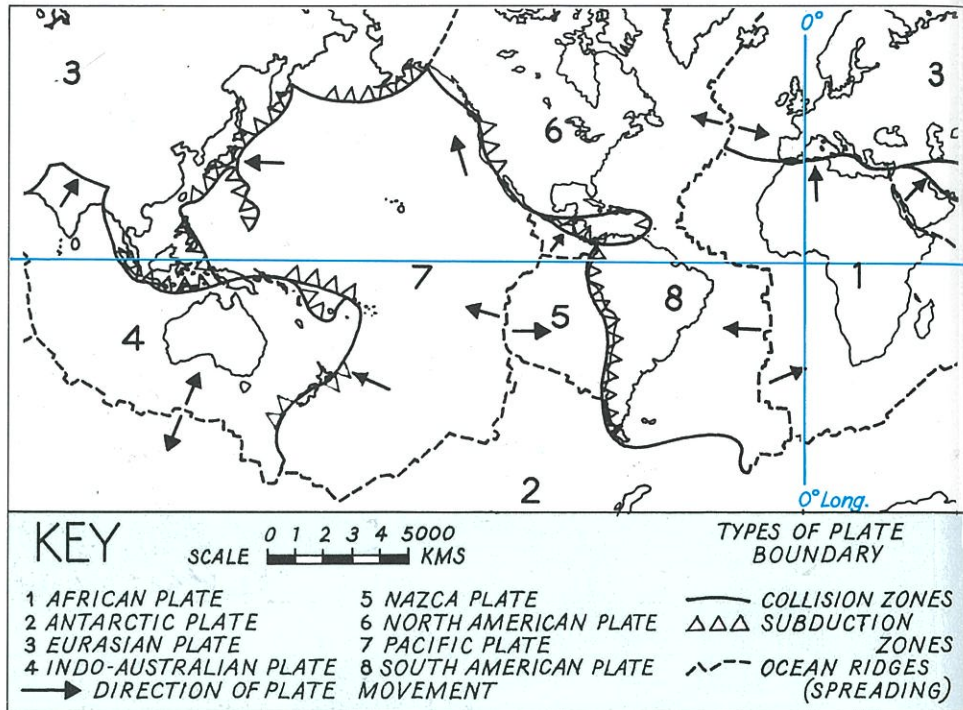 0°
3
3
6
7
1
5
8
4
2
0° Long.
KEY
SCALE 0 1 2 3 4 5000 KMS
TYPES OF PLATE
BOUNDARY
1 AFRICAN PLATE
2 ANTARCTIC PLATE
3 EURASIAN PLATE
4 INDO-AUSTRALIAN PLATE
5 NAZCA PLATE
6 NORTH AMERICAN PLATE
7 PACIFIC PLATE
8 SOUTH AMERICAN PLATE
DIRECTION OF PLATE MOVEMENT
COLLISION ZONES
SUBDUCTION
ZONES
OCEAN RIDGES
(SPREADING)